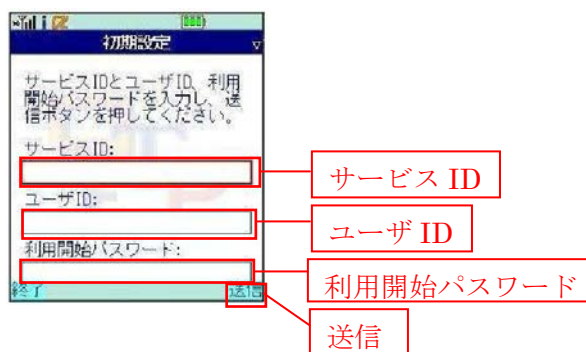 初期設定
サービスIDとユーザID、利用
開始パスワードを入力し、送
信ボタンを押してください。
サービスID:
サービス ID
ユーザID:
ユーザ ID
利用開始パスワード:
利用開始パスワード
終了
送信
送信